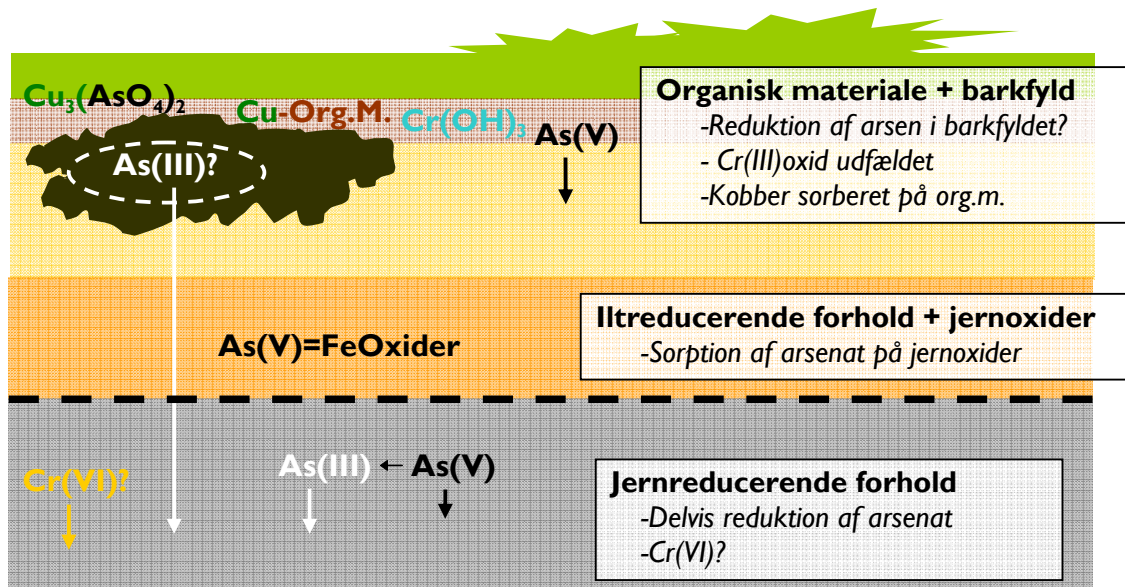 Cu₃(AsO₄)₂
Cu-Org.M.
Cr(OH)₃
As(V)
As(III)?
Organisk materiale + barkfyld
-Reduktion af arsen i barkfyldet?
- Cr(III)oxid udfældet
-Kobber sorberet på org.m.
As(V)=FeOxider
Iltreducerende forhold + jernoxider
-Sorption af arsenat på jernoxider
Cr(VI)?
As(III)
As(V)
Jernreducerende forhold
-Delvis reduktion af arsenat
-Cr(VI)?